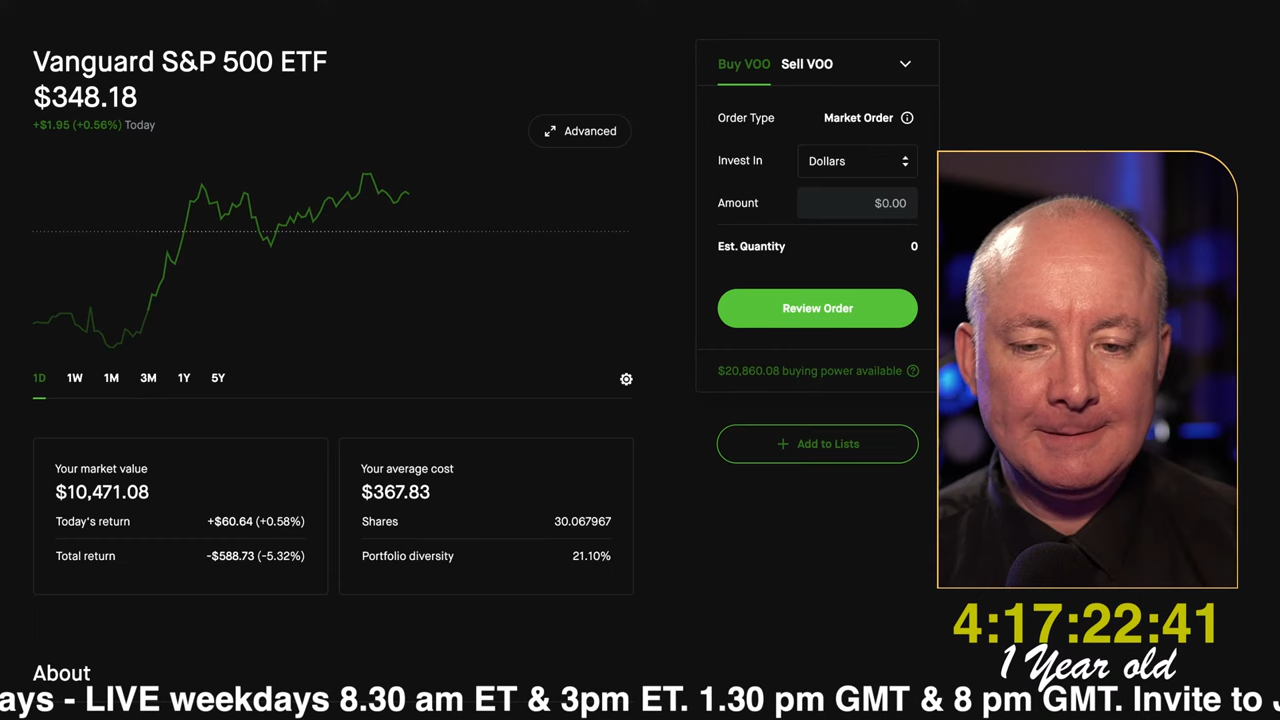 Vanguard S&P 500 ETF
$348.18
+$1.95 (+0.56%) Today
Advanced
1D 1W 1M 3M 1Y 5Y
Your market value
$10,471.08
Today's return +$60.64 (+0.58%)
Total return -$588.73 (-5.32%)
Your average cost
$367.83
Shares 30.067967
Portfolio diversity 21.10%
About
Buy VOO Sell VOO
Order Type Market Order
Invest In Dollars
Amount $0.00
Est. Quantity 0
Review Order
$20,860.08 buying power available
Add to Lists
4:17:22:41
1 Year old
ays - LIVE weekdays 8.30 am ET & 3pm ET. 1.30 pm GMT & 8 pm GMT. Invite to